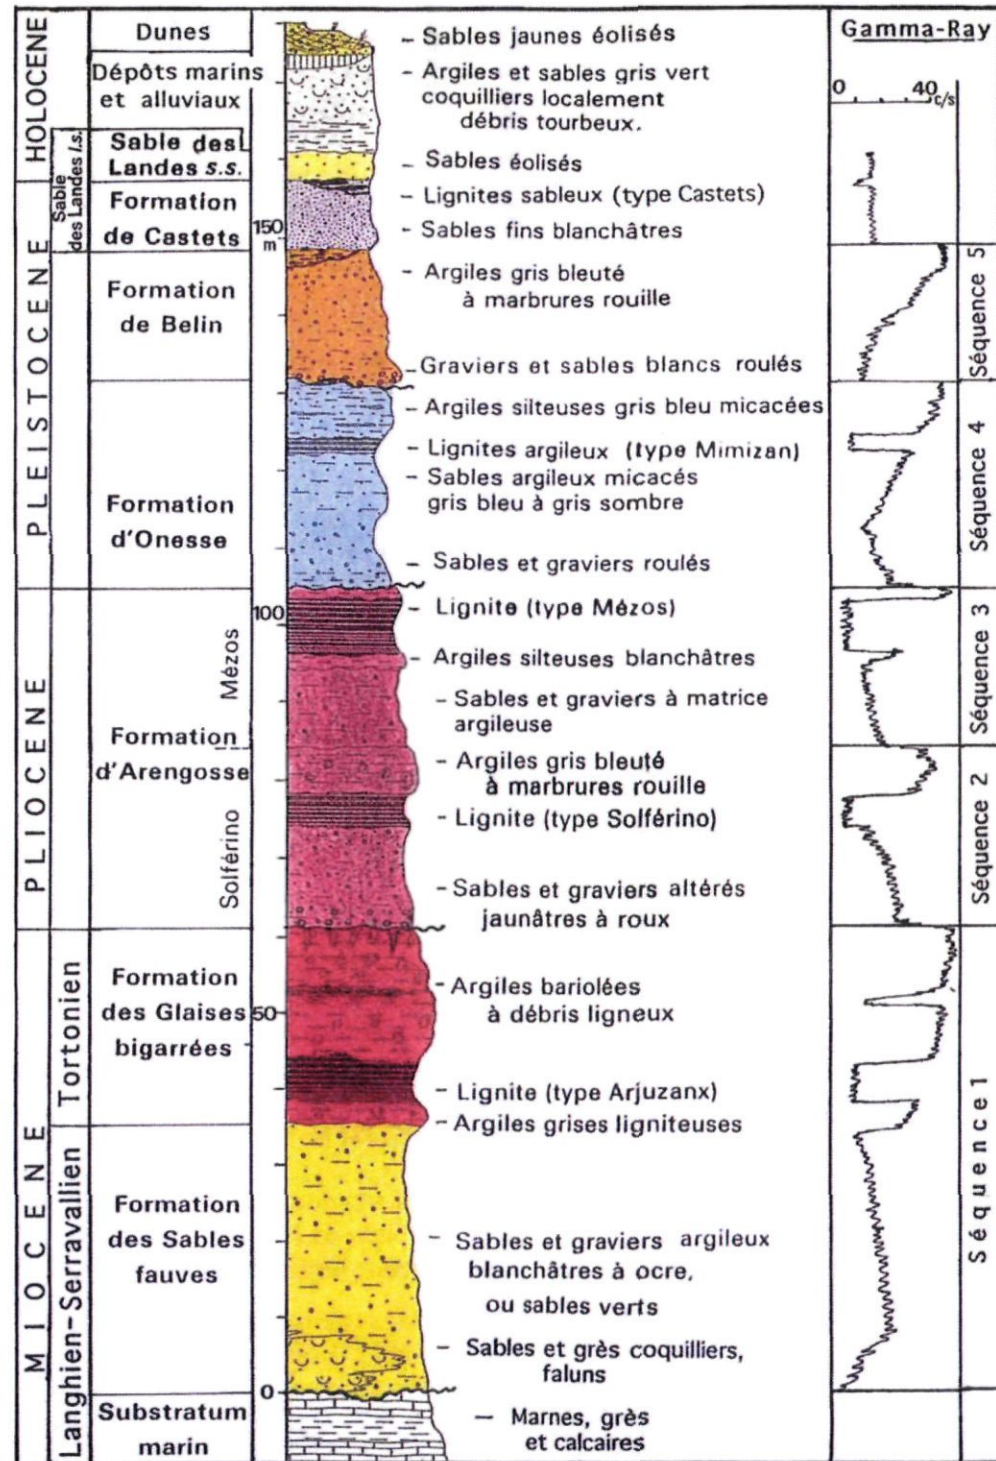 HOLOCENE
PLEISTOCENE
PLIOCENE
MIOCENE
Tortonien
Langhien-Serravallien
Sable
des Landes l.s.
Dunes
Dépôts marins
et alluviaux
Sable des
Landes s.s.
Formation
de Castets
Formation
de Belin
Formation
d'Onesse
Mézos
Formation
d'Arengosse
Solférino
Formation
des Glaises
bigarrées
Formation
des Sables
fauves
Substratum
marin
150
m
100
50
0
– Sables jaunes éolisés
– Argiles et sables gris vert
coquilliers localement
débris tourbeux.
– Sables éolisés
– Lignites sableux (type Castets)
– Sables fins blanchâtres
– Argiles gris bleuté
à marbrures rouille
– Graviers et sables blancs roulés
– Argiles silteuses gris bleu micacées
– Lignites argileux (type Mimizan)
– Sables argileux micacés
gris bleu à gris sombre
– Sables et graviers roulés
– Lignite (type Mézos)
– Argiles silteuses blanchâtres
– Sables et graviers à matrice
argileuse
– Argiles gris bleuté
à marbrures rouille
– Lignite (type Solférino)
– Sables et graviers altérés
jaunâtres à roux
– Argiles bariolées
à débris ligneux
– Lignite (type Arjuzanx)
– Argiles grises ligniteuses
– Sables et graviers argileux
blanchâtres à ocre,
ou sables verts
– Sables et grès coquilliers,
faluns
– Marnes, grès
et calcaires
Gamma-Ray
0 40 c/s
Séquence 5
Séquence 4
Séquence 3
Séquence 2
Séquence 1